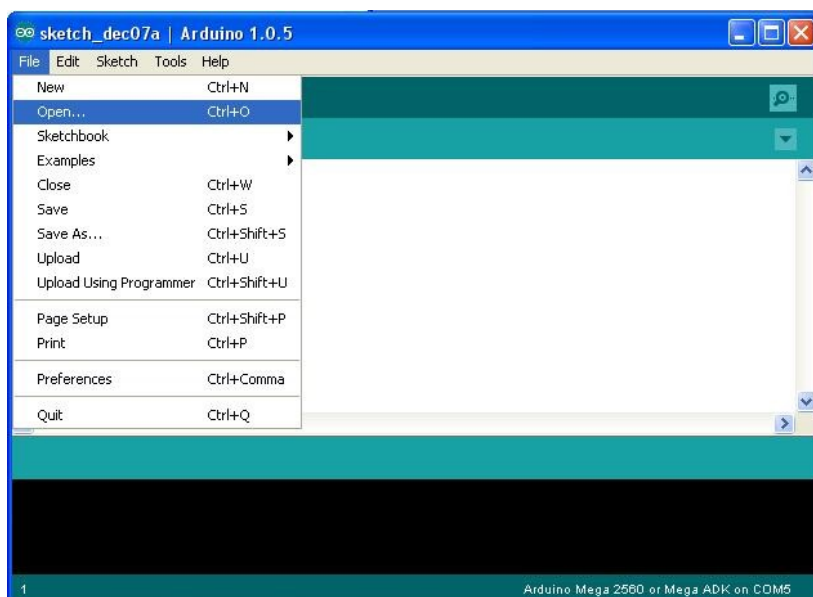 sketch_dec07a | Arduino 1.0.5
File Edit Sketch Tools Help
New Ctrl+N
Open... Ctrl+O
Sketchbook
Examples
Close Ctrl+W
Save Ctrl+S
Save As... Ctrl+Shift+S
Upload Ctrl+U
Upload Using Programmer Ctrl+Shift+U
Page Setup Ctrl+Shift+P
Print Ctrl+P
Preferences Ctrl+Comma
Quit Ctrl+Q
1 Arduino Mega 2560 or Mega ADK on COM5